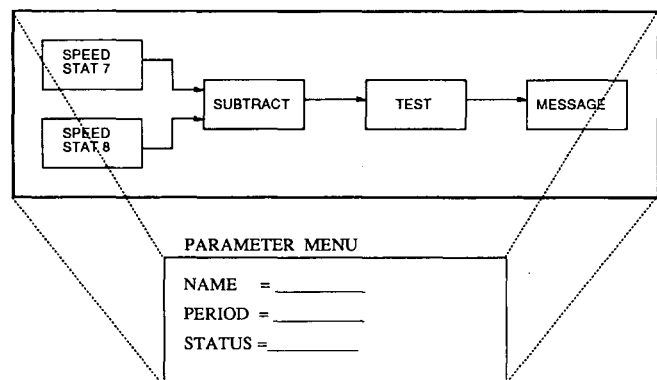 SPEED
STAT 7
SPEED
STAT 8
SUBTRACT
TEST
MESSAGE
PARAMETER MENU
NAME =
PERIOD =
STATUS =